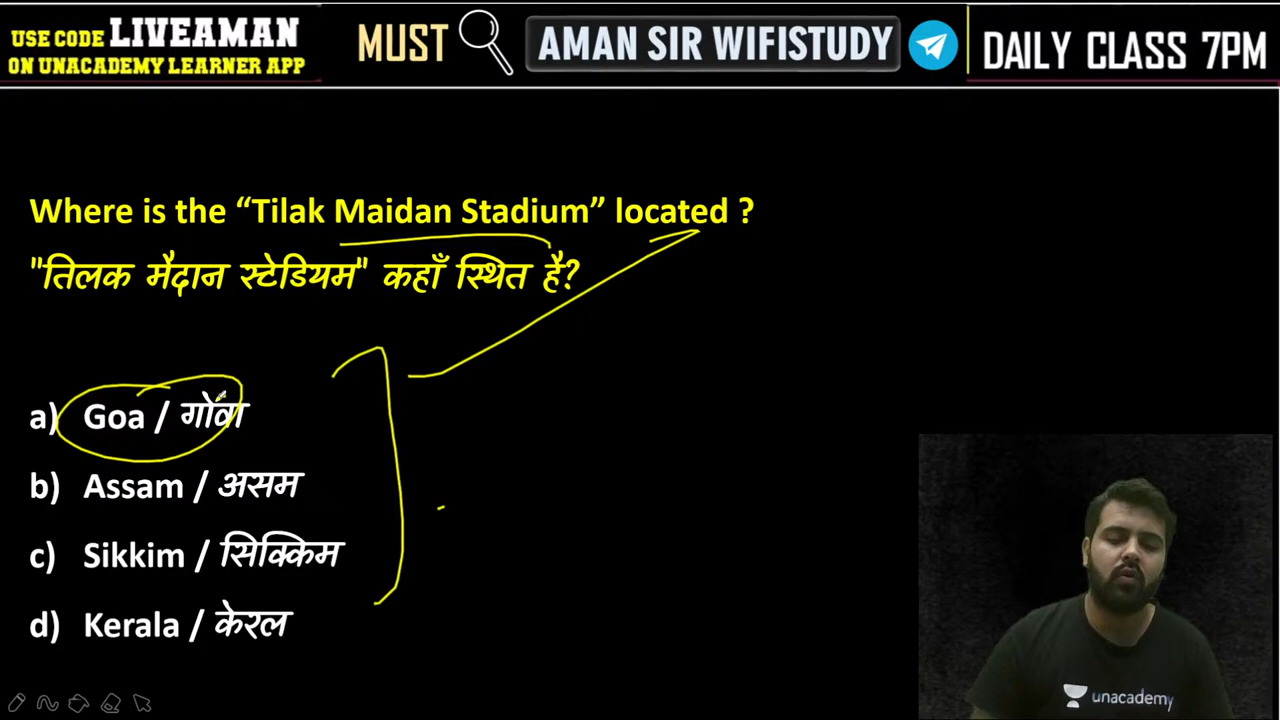 USE CODE LIVEAMAN
ON UNACADEMY LEARNER APP
MUST
AMAN SIR WIFISTUDY
DAILY CLASS 7PM
Where is the “Tilak Maidan Stadium” located ?
"तिलक मैदान स्टेडियम" कहाँ स्थित है?
a) Goa / गोवा
b) Assam / असम
c) Sikkim / सिक्किम
d) Kerala / केरल
unacademy